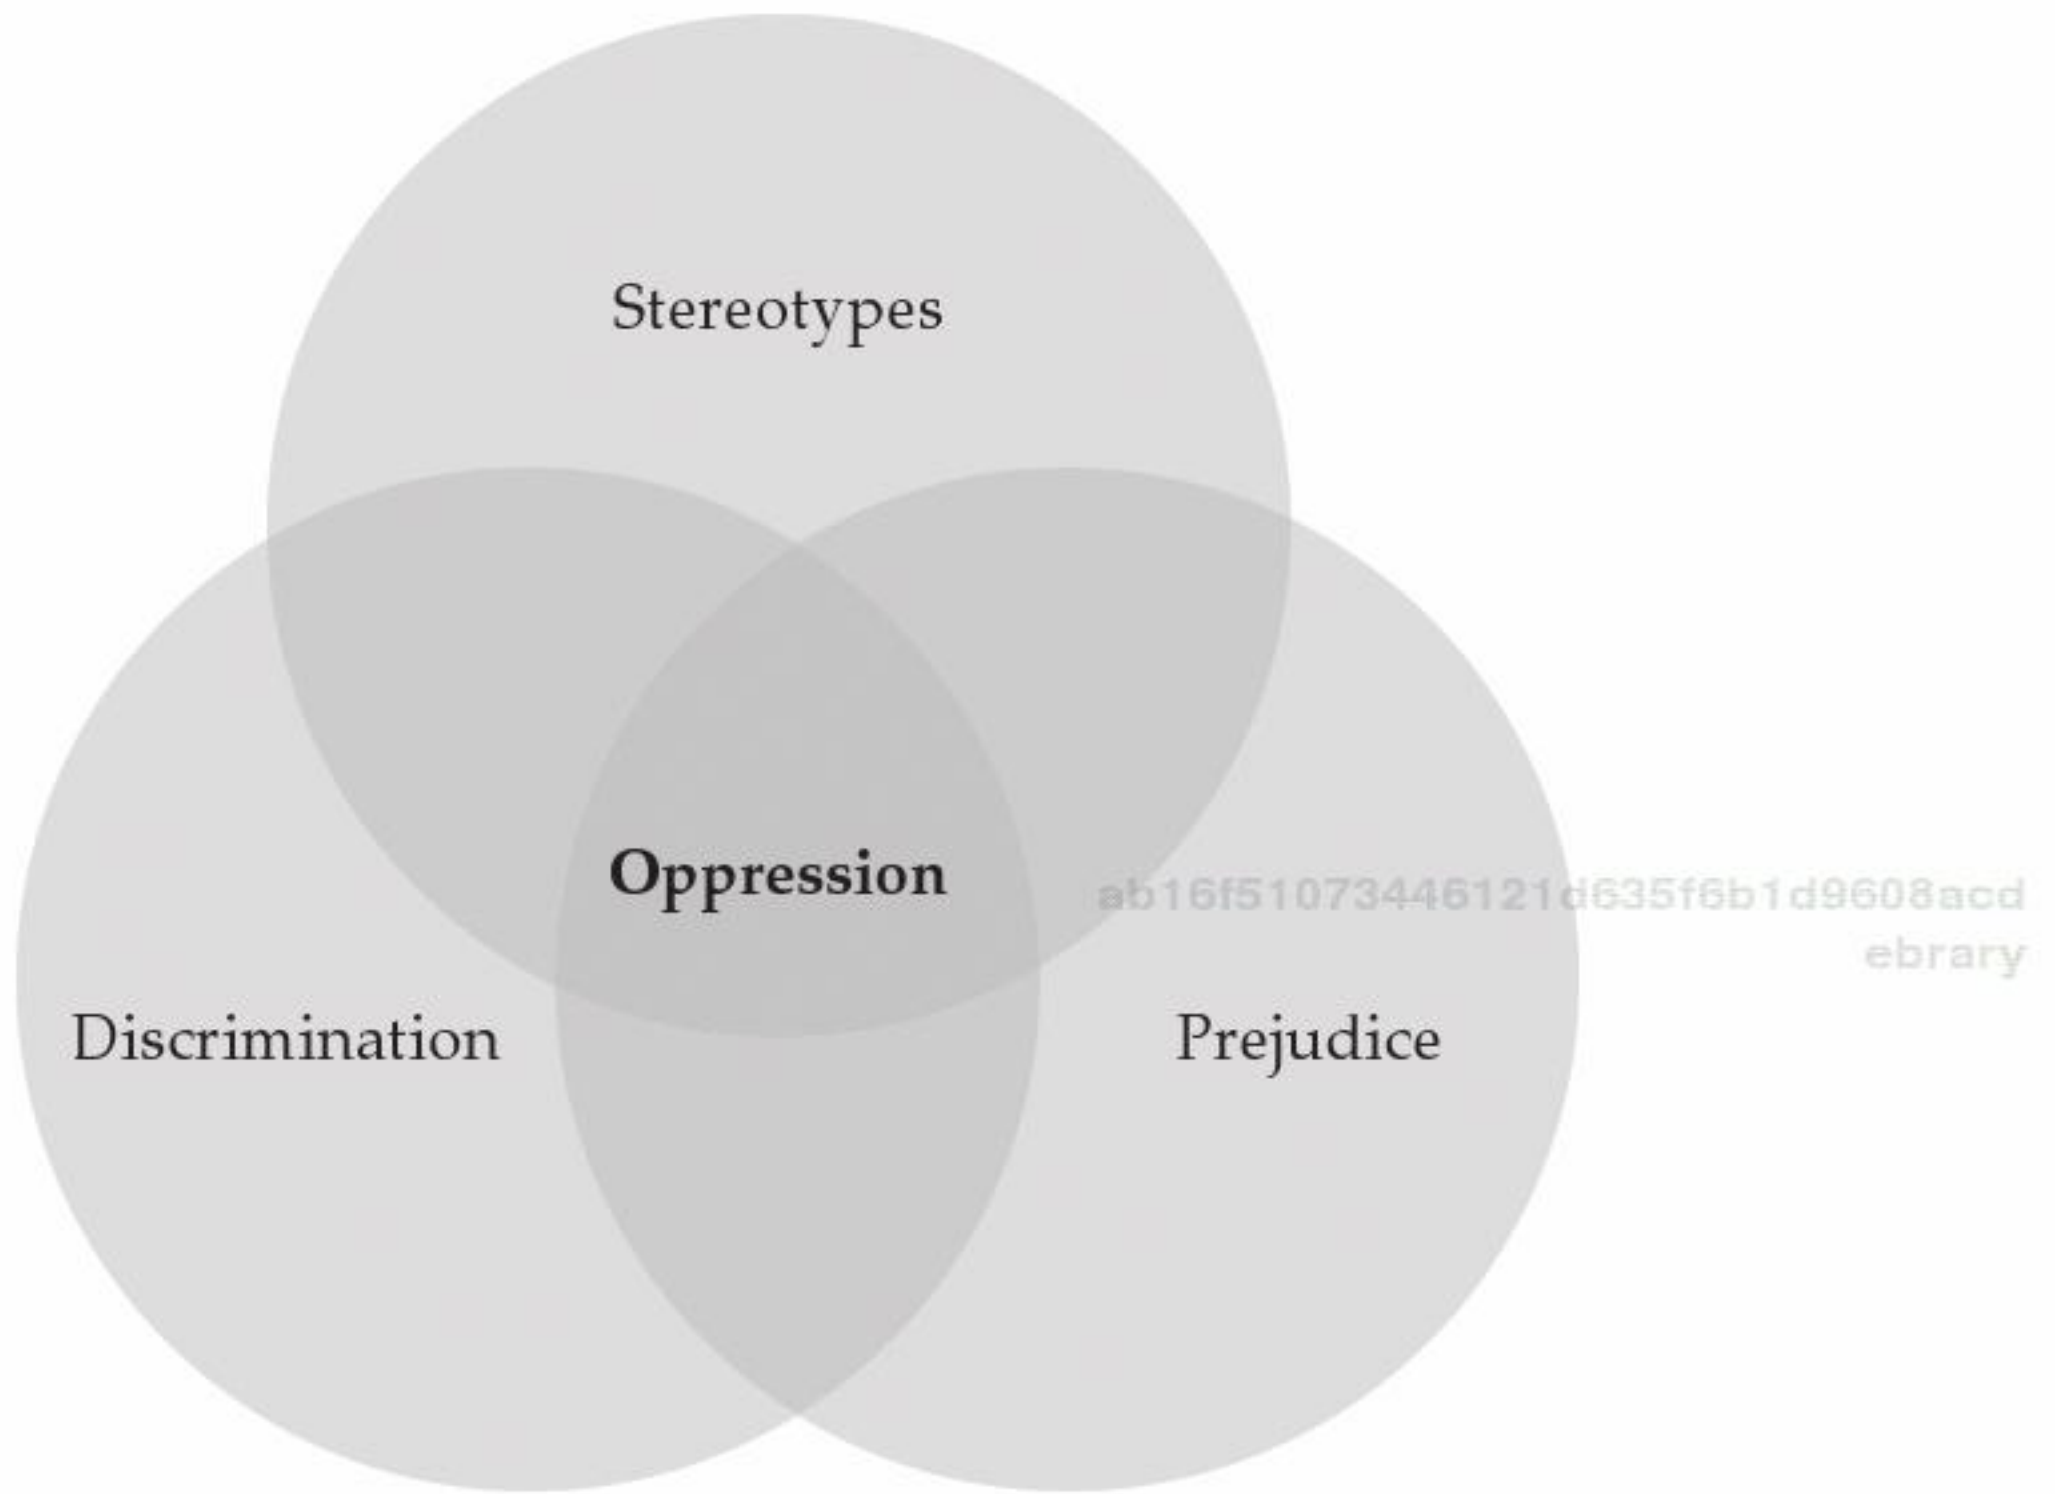 Stereotypes
Oppression
ab16f51073446121d635f6b1d9608acd
ebrary
Discrimination
Prejudice